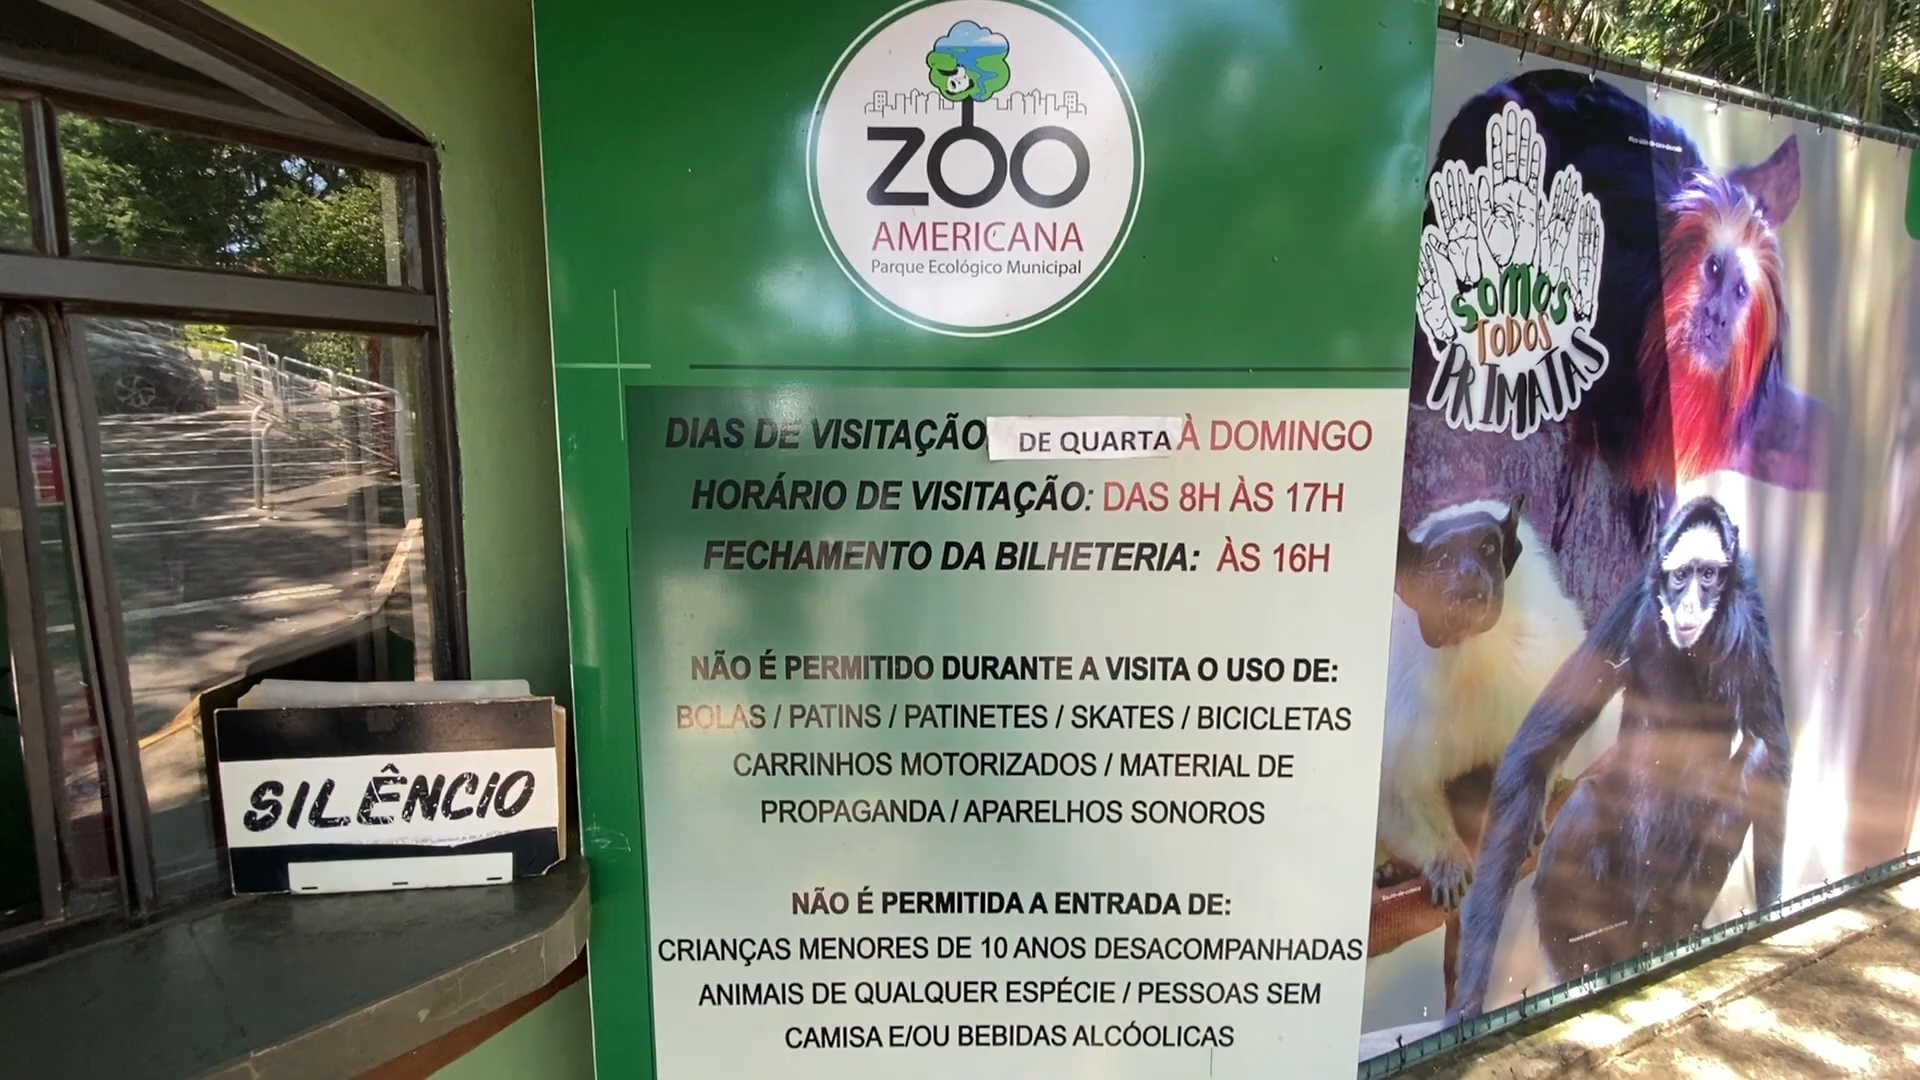 ZOO
AMERICANA
Parque Ecológico Municipal
DIAS DE VISITAÇÃO DE QUARTA À DOMINGO
HORÁRIO DE VISITAÇÃO: DAS 8H ÀS 17H
FECHAMENTO DA BILHETERIA: ÀS 16H
NÃO É PERMITIDO DURANTE A VISITA O USO DE:
BOLAS / PATINS / PATINETES / SKATES / BICICLETAS
CARRINHOS MOTORIZADOS / MATERIAL DE
PROPAGANDA / APARELHOS SONOROS
NÃO É PERMITIDA A ENTRADA DE:
CRIANÇAS MENORES DE 10 ANOS DESACOMPANHADAS
ANIMAIS DE QUALQUER ESPÉCIE / PESSOAS SEM
CAMISA E/OU BEBIDAS ALCÓOLICAS
SILÊNCIO
SOMOS
TODOS
PRIMATAS